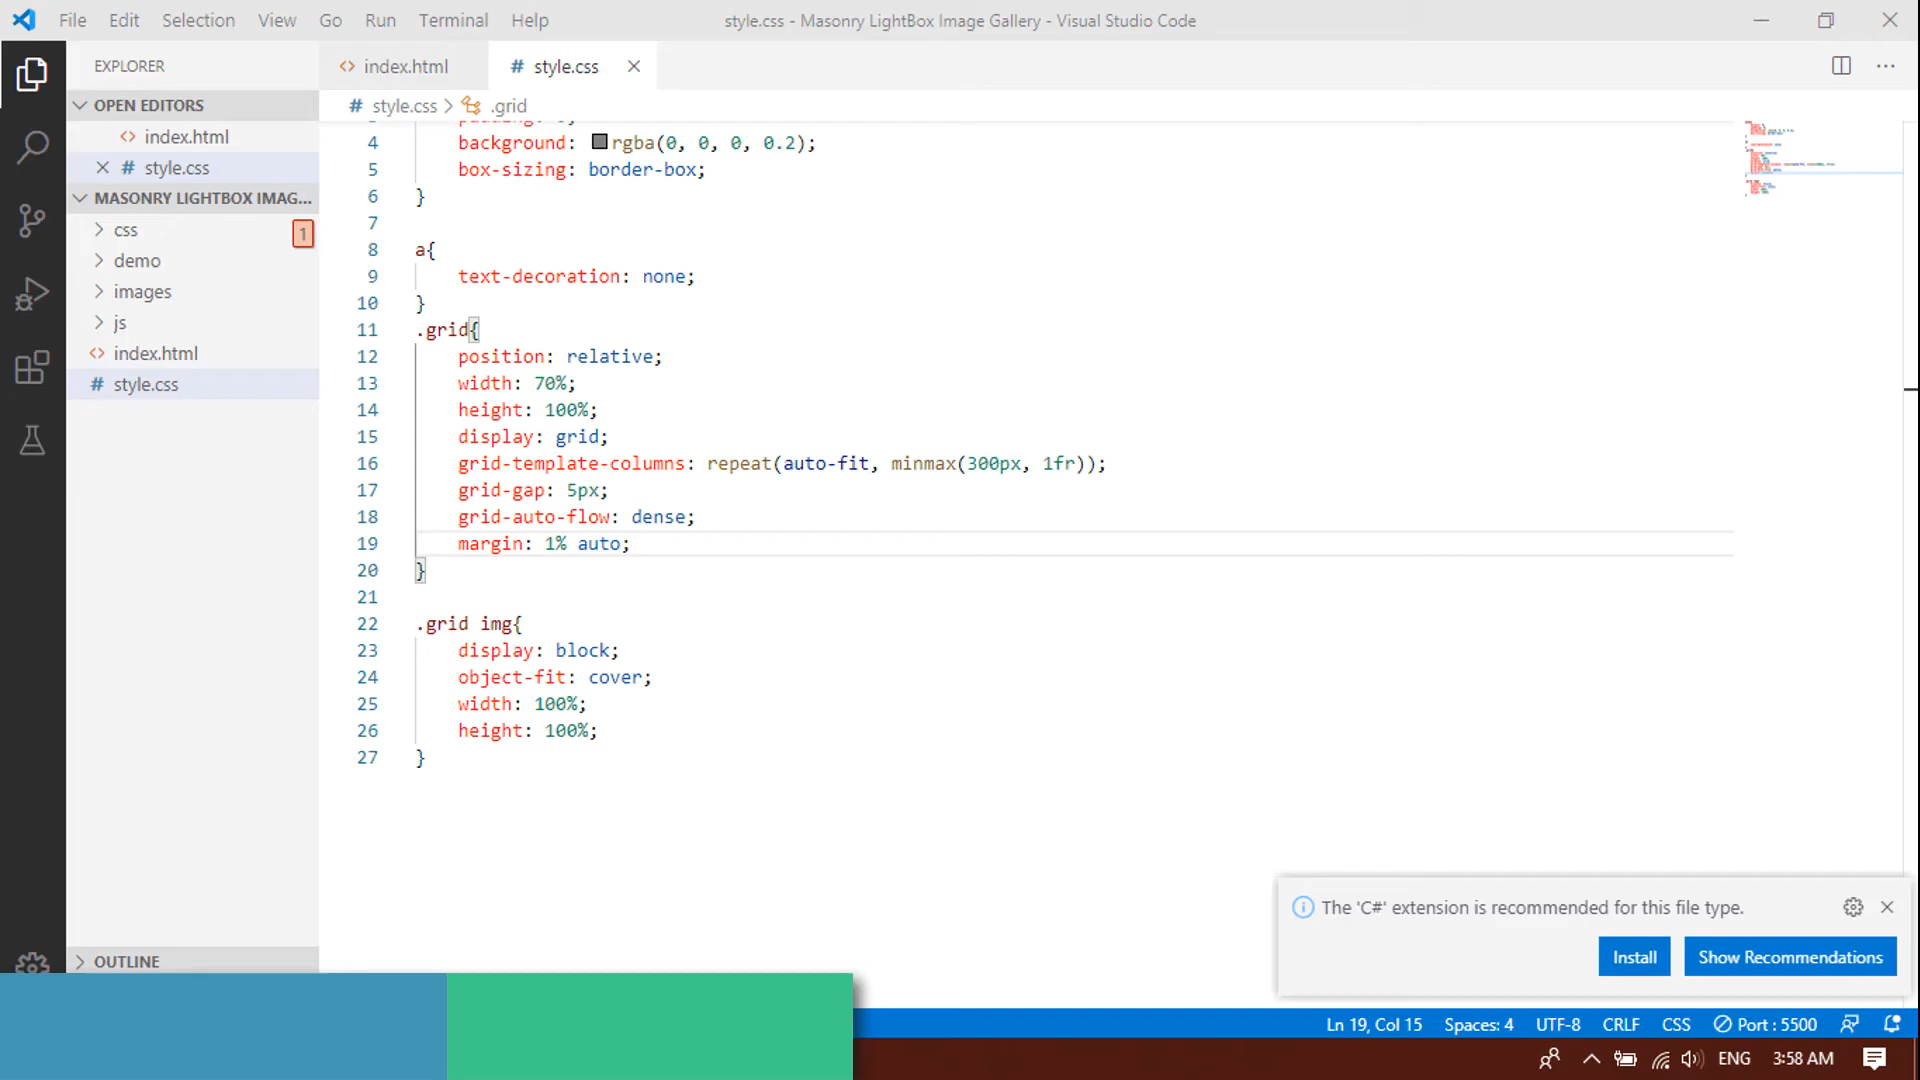 File Edit Selection View Go Run Terminal Help
style.css - Masonry LightBox Image Gallery - Visual Studio Code
EXPLORER
OPEN EDITORS
index.html
style.css
MASONRY LIGHTBOX IMAG...
css
1
demo
images
js
index.html
style.css
OUTLINE
index.html
style.css
style.css > .grid
4 background: rgba(0, 0, 0, 0.2);
5 box-sizing: border-box;
6 }
7
8 a{
9 text-decoration: none;
10 }
11 .grid{
12 position: relative;
13 width: 70%;
14 height: 100%;
15 display: grid;
16 grid-template-columns: repeat(auto-fit, minmax(300px, 1fr));
17 grid-gap: 5px;
18 grid-auto-flow: dense;
19 margin: 1% auto;
20 }
21
22 .grid img{
23 display: block;
24 object-fit: cover;
25 width: 100%;
26 height: 100%;
27 }
The 'C#' extension is recommended for this file type.
Install Show Recommendations
Ln 19, Col 15 Spaces: 4 UTF-8 CRLF CSS Port : 5500
ENG 3:58 AM